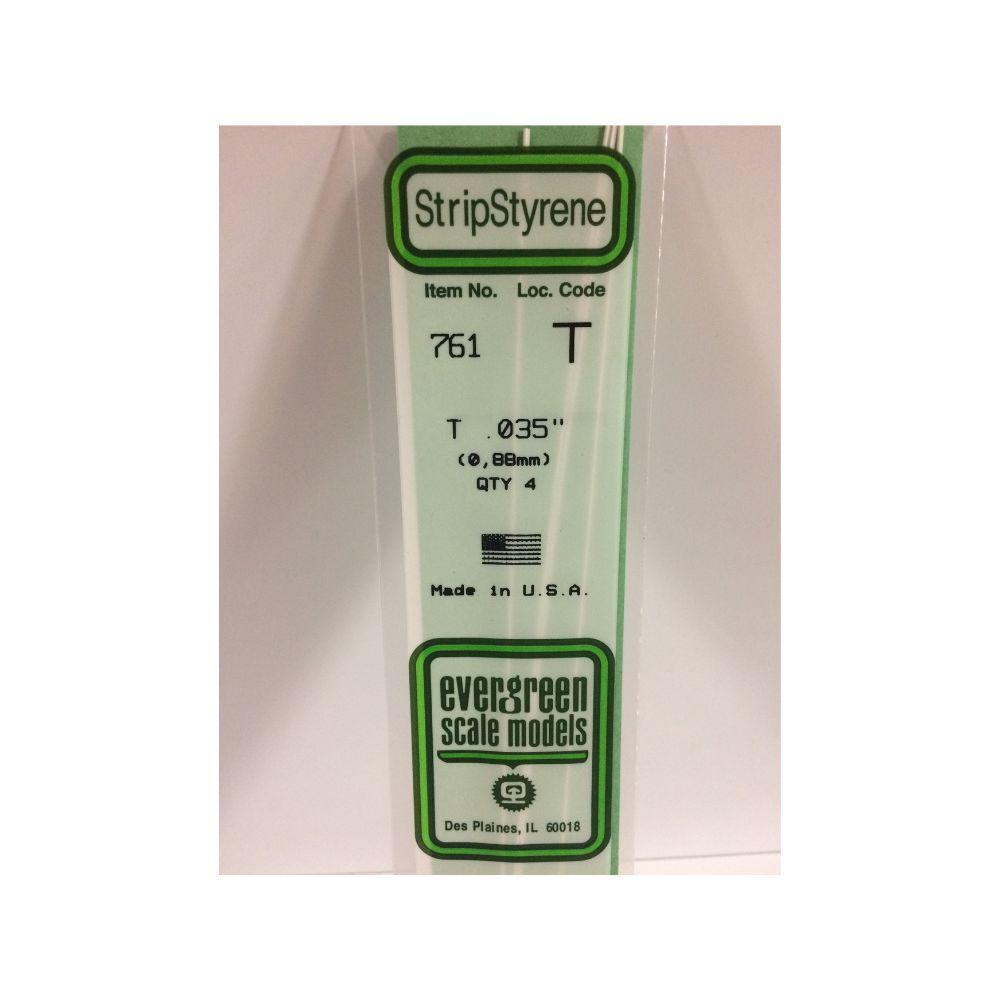 StripStyrene
Item No. Loc. Code
761 T
T .035"
(0,88mm)
QTY 4
Made in U.S.A.
evergreen
scale models
Des Plaines, IL 60018